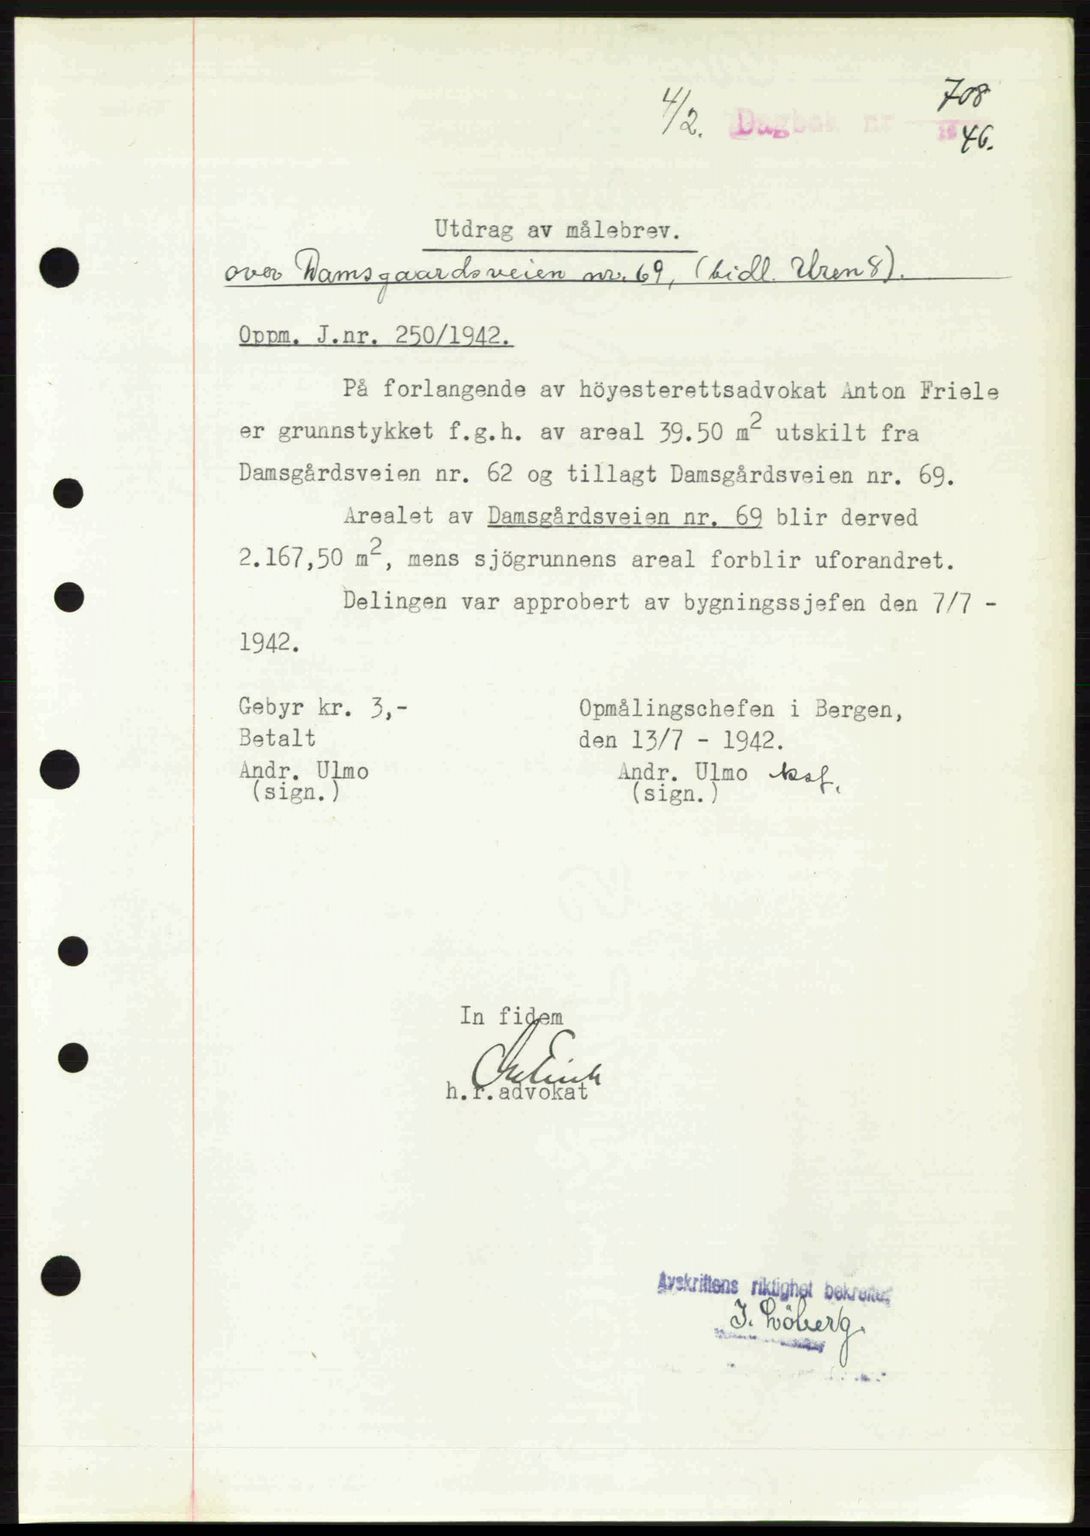 708
4/2. Dagbok nr 46.
Utdrag av målebrev.
over Damsgaardsveien nr. 69, (tidl. Uren 8).
Oppm. J.nr. 250/1942.
På forlangende av höyesterettsadvokat Anton Friele
er grunnstykket f.g.h. av areal 39.50 m² utskilt fra
Damsgårdsveien nr. 62 og tillagt Damsgårdsveien nr. 69.
Arealet av Damsgårdsveien nr. 69 blir derved
2.167,50 m², mens sjögrunnens areal forblir uforandret.
Delingen var approbert av bygningssjefen den 7/7 -
1942.
Gebyr kr. 3,- Opmålingschefen i Bergen,
Betalt den 13/7 - 1942.
Andr. Ulmo Andr. Ulmo ksf.
(sign.) (sign.)
In fidem
h.r.advokat
Avskriftens riktighet bekreftes
J. Löberg.